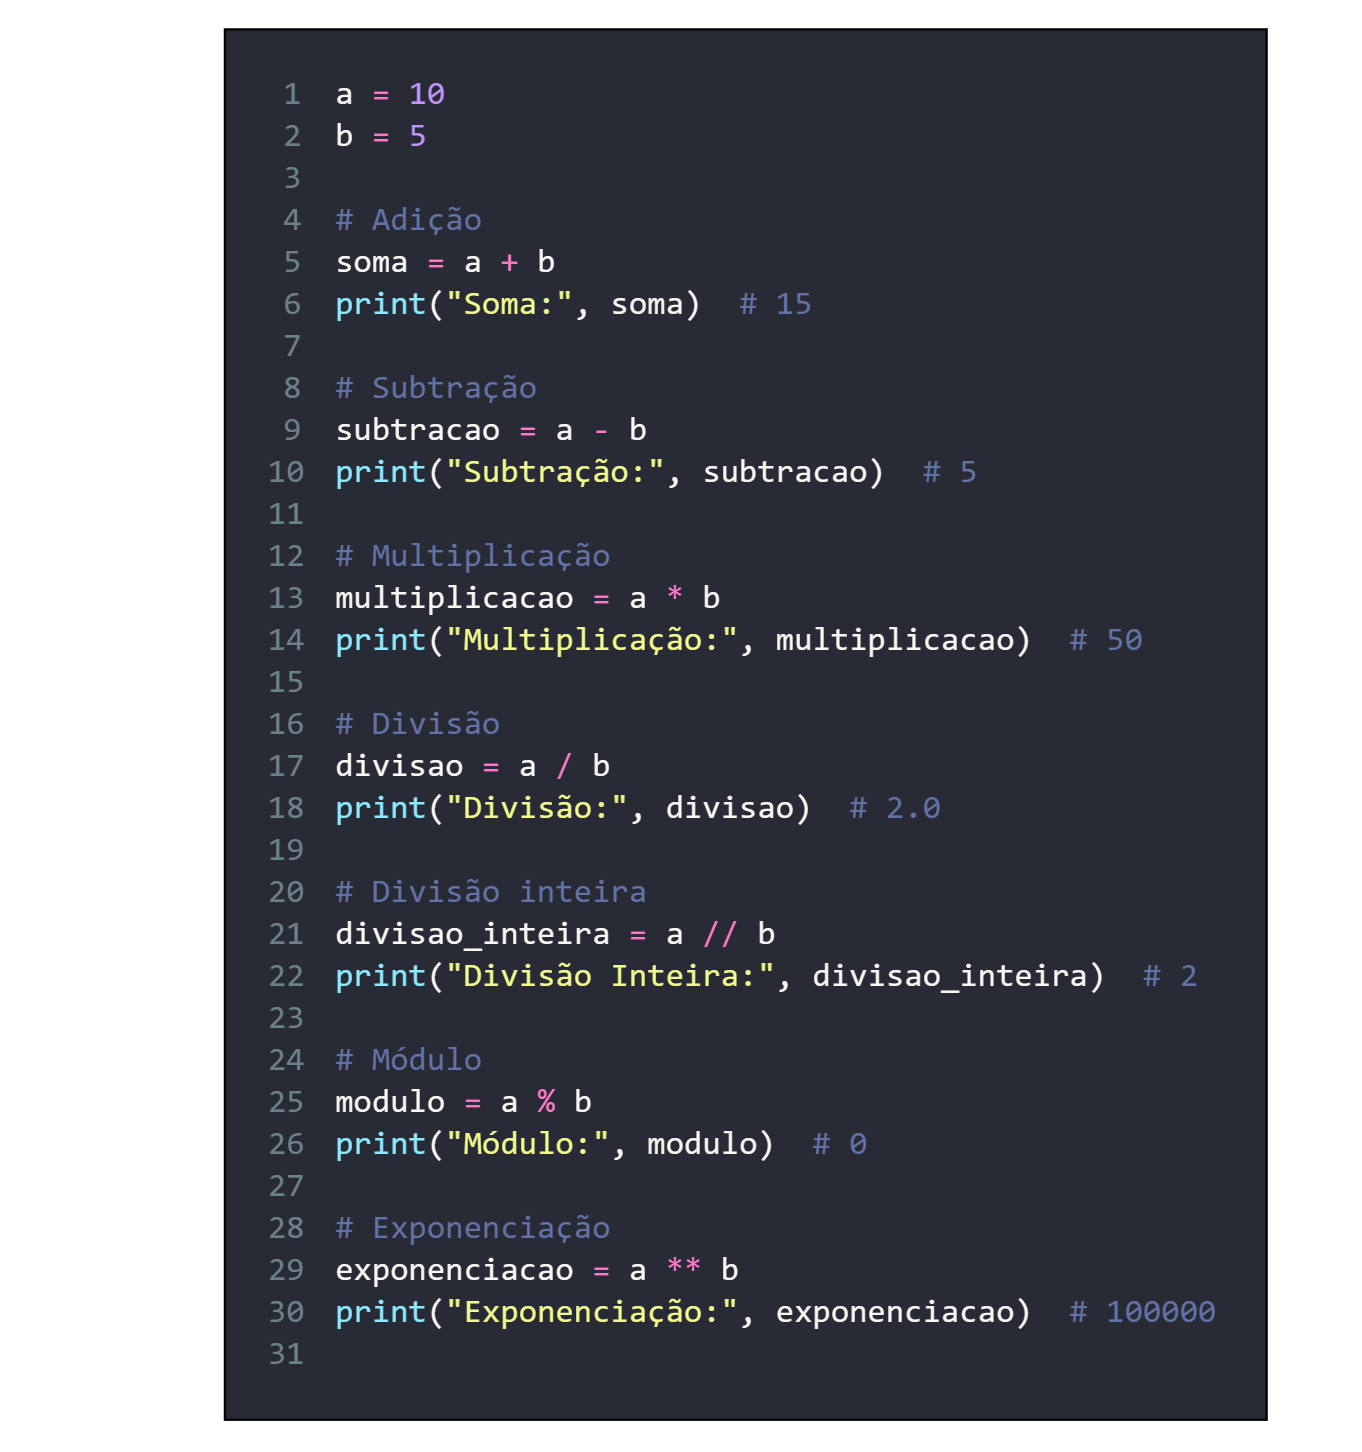 1 a = 10
2 b = 5
3
4 # Adição
5 soma = a + b
6 print("Soma:", soma)  # 15
7
8 # Subtração
9 subtracao = a - b
10 print("Subtração:", subtracao)  # 5
11
12 # Multiplicação
13 multiplicacao = a * b
14 print("Multiplicação:", multiplicacao)  # 50
15
16 # Divisão
17 divisao = a / b
18 print("Divisão:", divisao)  # 2.0
19
20 # Divisão inteira
21 divisao_inteira = a // b
22 print("Divisão Inteira:", divisao_inteira)  # 2
23
24 # Módulo
25 modulo = a % b
26 print("Módulo:", modulo)  # 0
27
28 # Exponenciação
29 exponenciacao = a ** b
30 print("Exponenciação:", exponenciacao)  # 100000
31